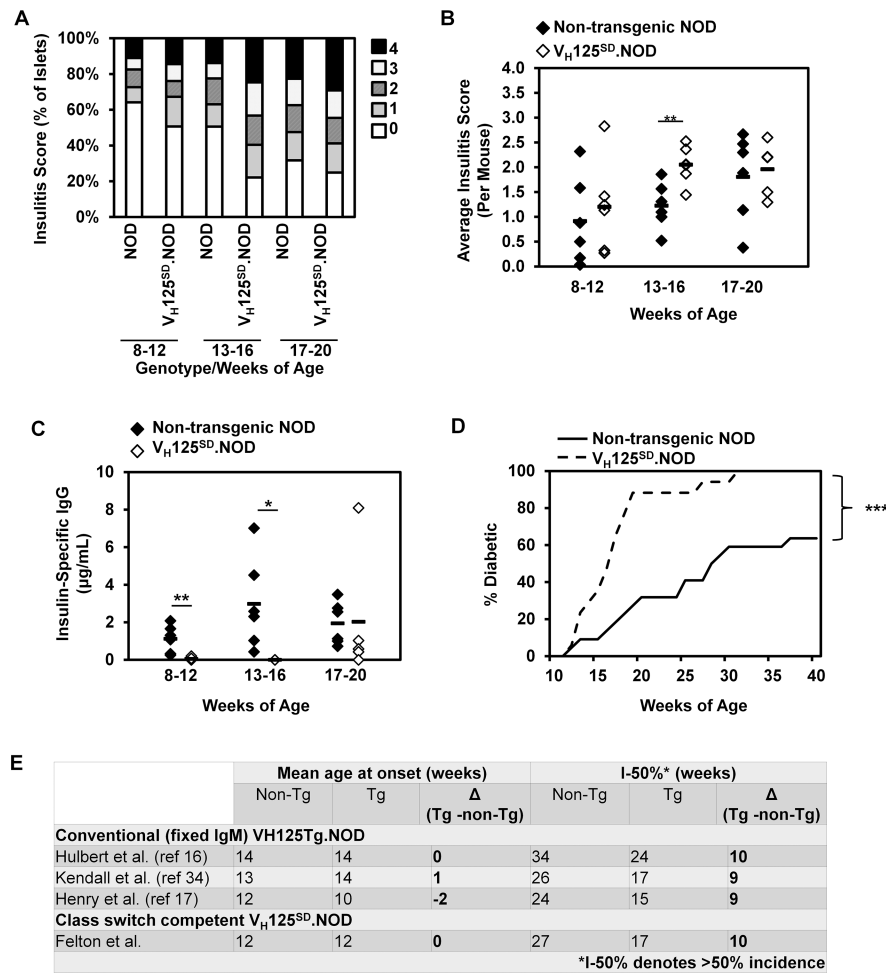 A
100%
80%
60%
40%
20%
0%
Insulitis Score (% of Islets)
4
3
2
1
0
NOD
VH125SD.NOD
NOD
VH125SD.NOD
NOD
VH125SD.NOD
8-12
13-16
17-20
Genotype/Weeks of Age
B
Non-transgenic NOD
VH125SD.NOD
4.0
3.5
3.0
2.5
2.0
1.5
1.0
0.5
0.0
Average Insulitis Score
(Per Mouse)
**
8-12
13-16
17-20
Weeks of Age
C
Non-transgenic NOD
VH125SD.NOD
10
8
6
4
2
0
Insulin-Specific IgG
(µg/mL)
**
*
8-12
13-16
17-20
Weeks of Age
D
Non-transgenic NOD
VH125SD.NOD
100
80
60
40
20
0
% Diabetic
***
10 15 20 25 30 35 40
Weeks of Age
E
Mean age at onset (weeks) I-50%* (weeks)
Non-Tg Tg Δ Non-Tg Tg Δ
(Tg -non-Tg) (Tg -non-Tg)
Conventional (fixed IgM) VH125Tg.NOD
Hulbert et al. (ref 16) 14 14 0 34 24 10
Kendall et al. (ref 34) 13 14 1 26 17 9
Henry et al. (ref 17) 12 10 -2 24 15 9
Class switch competent VH125SD.NOD
Felton et al. 12 12 0 27 17 10
*I-50% denotes >50% incidence